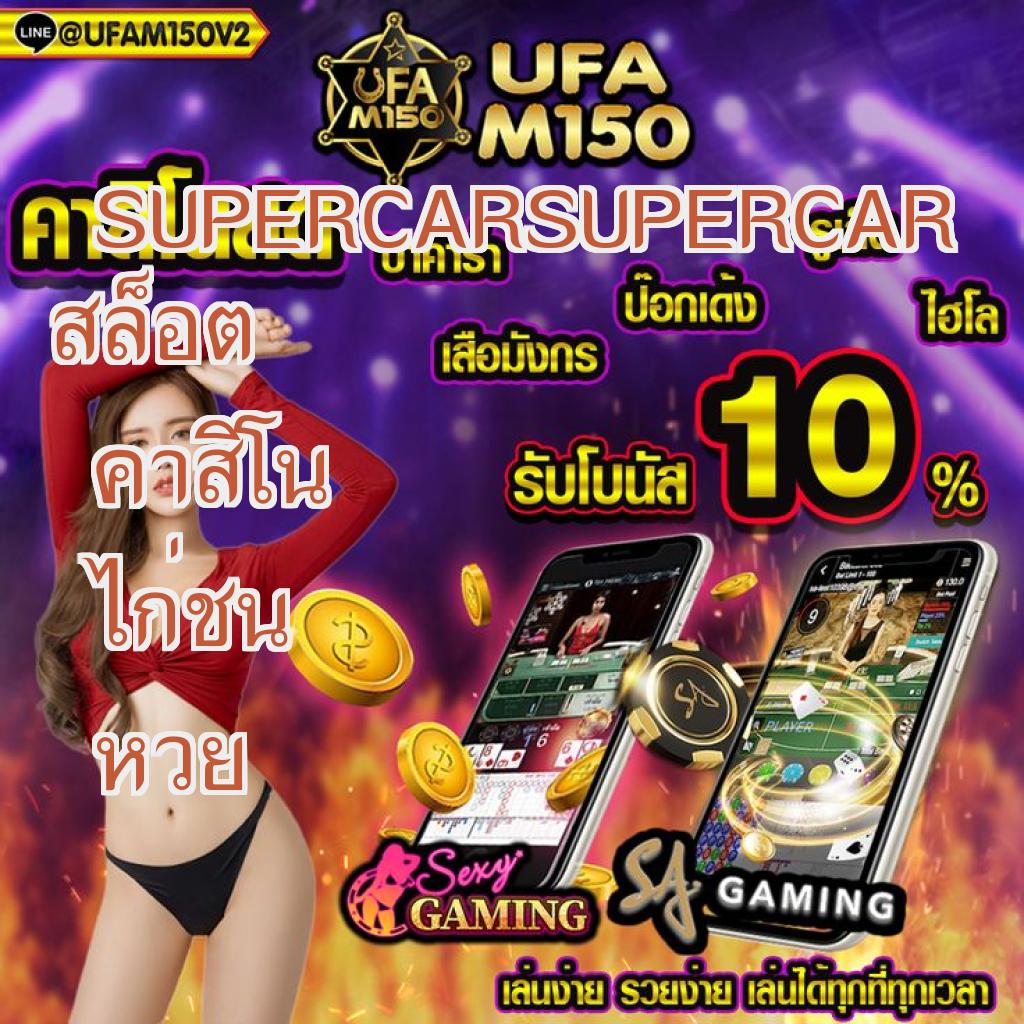 LINE @UFAM150V2
UFA
M150
UFA
M150
SUPERCARSUPERCAR
บาคาร่า
สล็อต
ป๊อกเด้ง
ไฮโล
เสือมังกร
10
รับโบนัส
%
คาสิโน
ไก่ชน
หวย
9
PLAYER
SA
Sexy
GAMING
SA GAMING
เล่นง่าย รวยง่าย เล่นได้ทุกที่ทุกเวลา